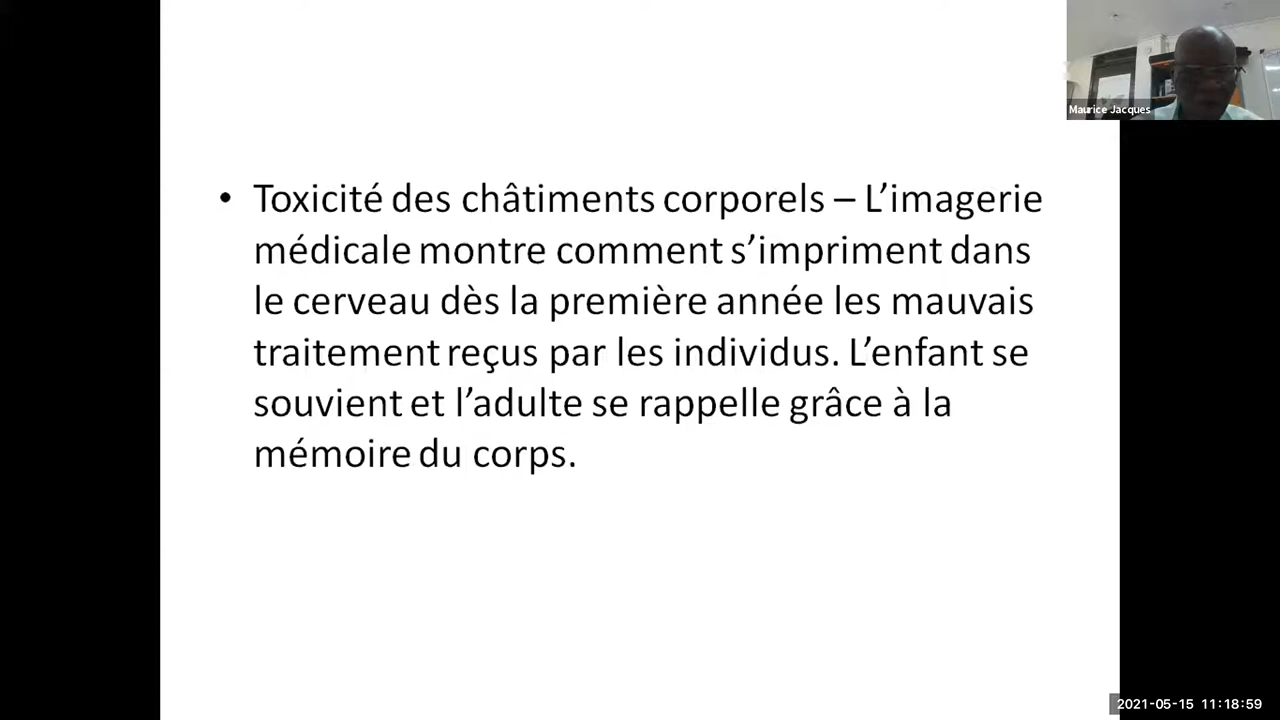 Maurice Jacques
• Toxicité des châtiments corporels – L’imagerie
médicale montre comment s’impriment dans
le cerveau dès la première année les mauvais
traitement reçus par les individus. L’enfant se
souvient et l’adulte se rappelle grâce à la
mémoire du corps.
2021-05-15 11:18:59